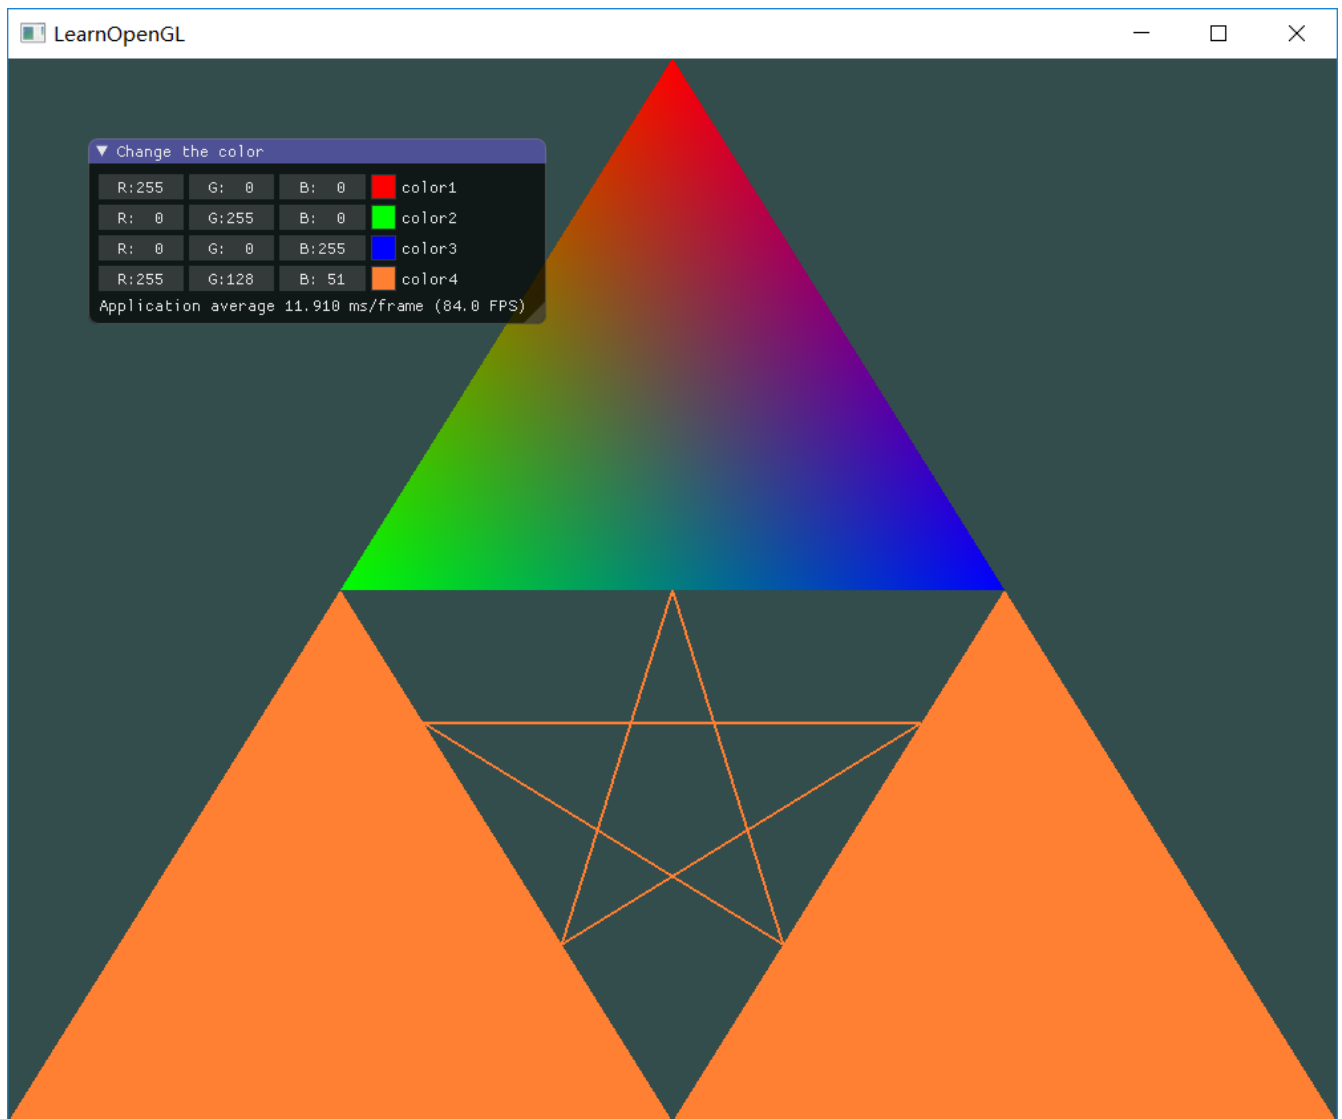 LearnOpenGL
Change the color
R:255 G: 0 B: 0 color1
R: 0 G:255 B: 0 color2
R: 0 G: 0 B:255 color3
R:255 G:128 B: 51 color4
Application average 11.910 ms/frame (84.0 FPS)